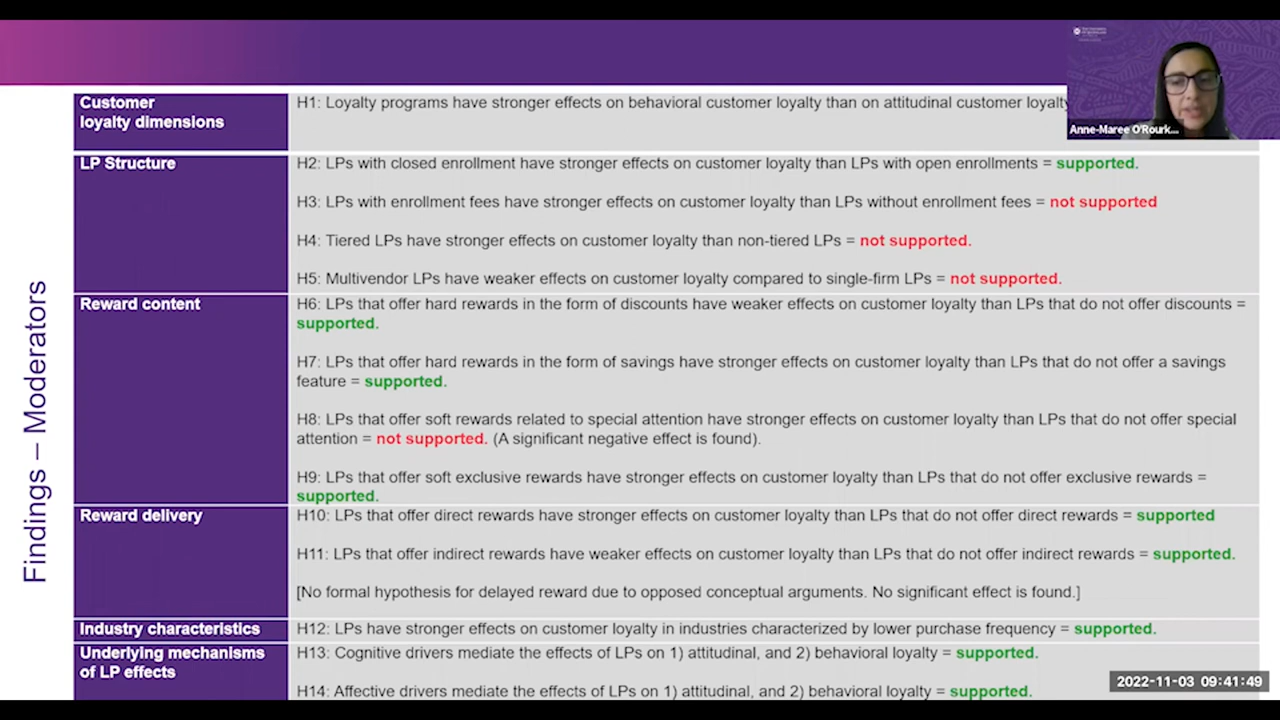 Customer
loyalty dimensions
H1: Loyalty programs have stronger effects on behavioral customer loyalty than on attitudinal customer loyalty
Anne-Maree O'Rourk...
LP Structure
H2: LPs with closed enrollment have stronger effects on customer loyalty than LPs with open enrollments = supported.
H3: LPs with enrollment fees have stronger effects on customer loyalty than LPs without enrollment fees = not supported
H4: Tiered LPs have stronger effects on customer loyalty than non-tiered LPs = not supported.
H5: Multivendor LPs have weaker effects on customer loyalty compared to single-firm LPs = not supported.
Findings – Moderators
Reward content
H6: LPs that offer hard rewards in the form of discounts have weaker effects on customer loyalty than LPs that do not offer discounts =
supported.
H7: LPs that offer hard rewards in the form of savings have stronger effects on customer loyalty than LPs that do not offer a savings
feature = supported.
H8: LPs that offer soft rewards related to special attention have stronger effects on customer loyalty than LPs that do not offer special
attention = not supported. (A significant negative effect is found).
H9: LPs that offer soft exclusive rewards have stronger effects on customer loyalty than LPs that do not offer exclusive rewards =
supported.
Reward delivery
H10: LPs that offer direct rewards have stronger effects on customer loyalty than LPs that do not offer direct rewards = supported
H11: LPs that offer indirect rewards have weaker effects on customer loyalty than LPs that do not offer indirect rewards = supported.
[No formal hypothesis for delayed reward due to opposed conceptual arguments. No significant effect is found.]
Industry characteristics
H12: LPs have stronger effects on customer loyalty in industries characterized by lower purchase frequency = supported.
Underlying mechanisms
of LP effects
H13: Cognitive drivers mediate the effects of LPs on 1) attitudinal, and 2) behavioral loyalty = supported.
H14: Affective drivers mediate the effects of LPs on 1) attitudinal, and 2) behavioral loyalty = supported.
2022-11-03 09:41:49